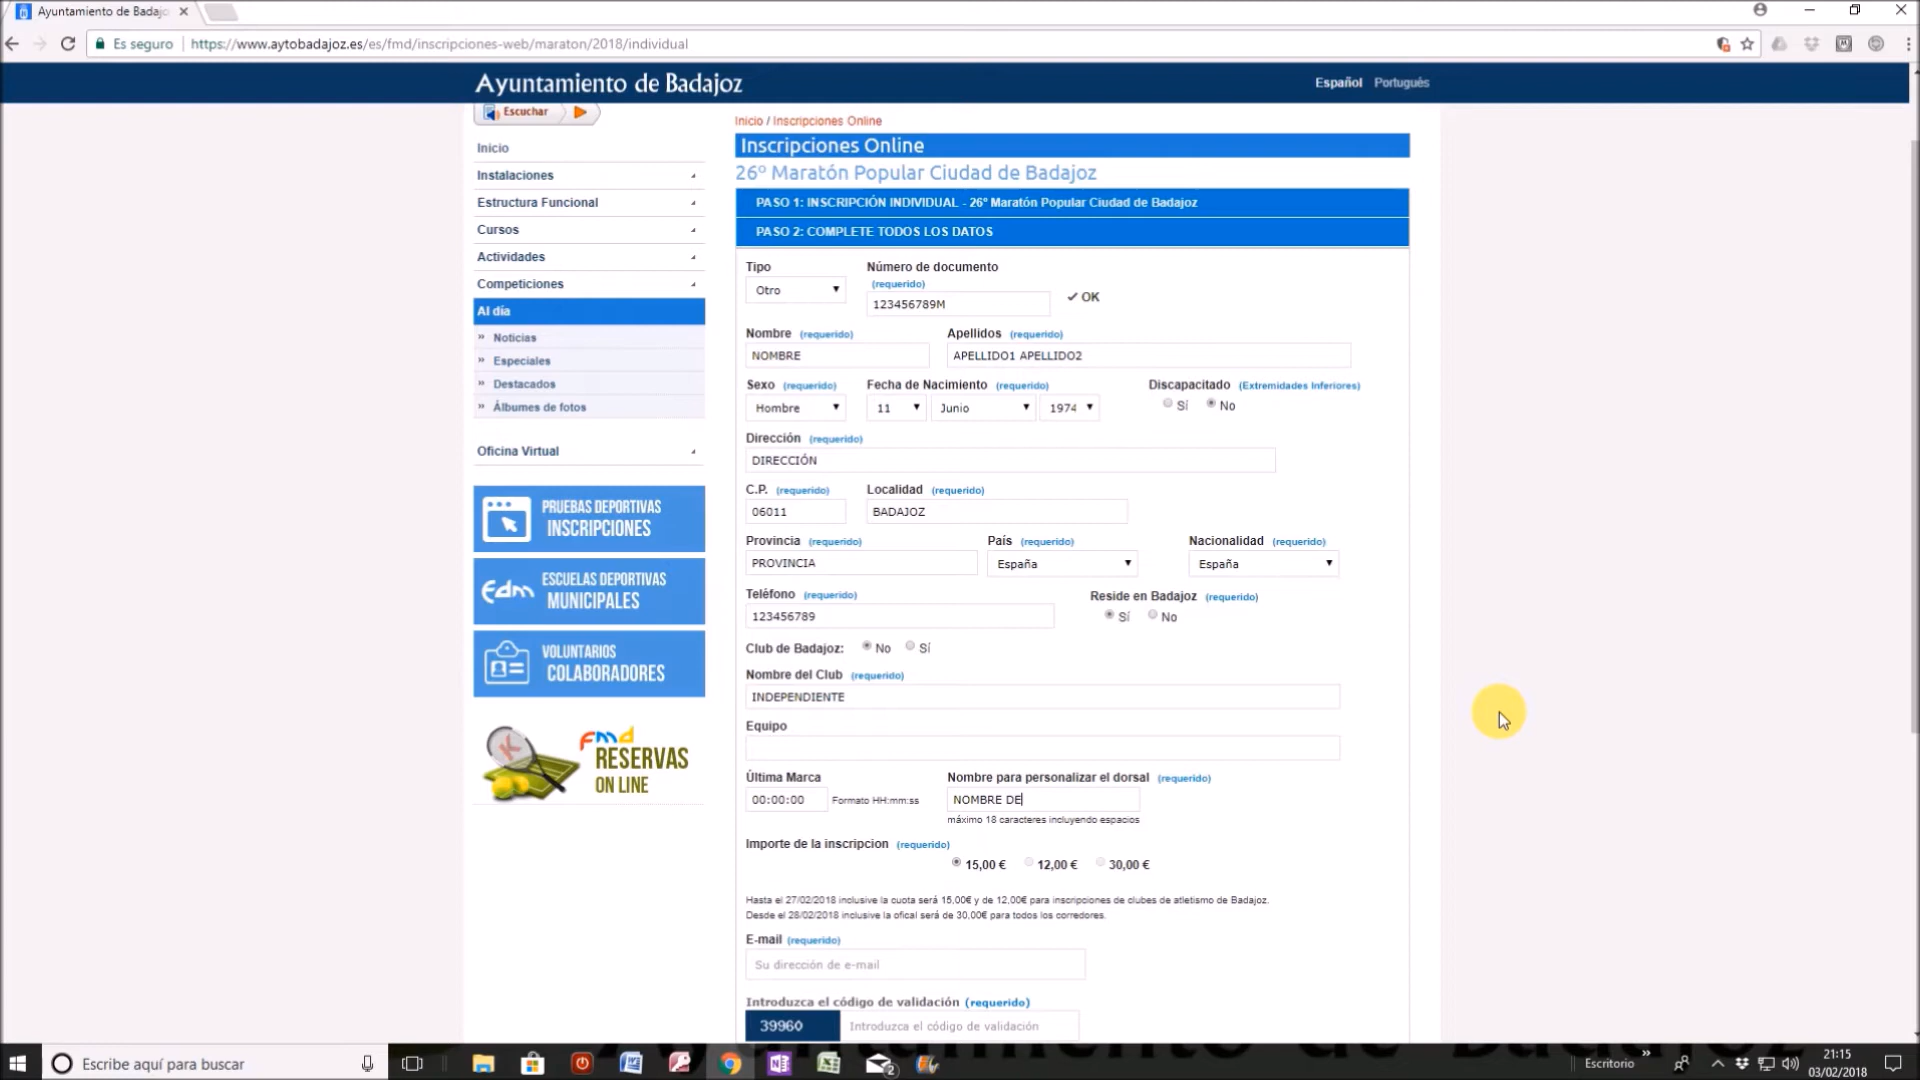 Ayuntamiento de Badajo
Es seguro https://www.aytobadajoz.es/es/fmd/inscripciones-web/maraton/2018/individual
Ayuntamiento de Badajoz
Español Português
Escuchar
Inicio
Instalaciones
Estructura Funcional
Cursos
Actividades
Competiciones
Al día
» Noticias
» Especiales
» Destacados
» Álbumes de fotos
Oficina Virtual
PRUEBAS DEPORTIVAS
INSCRIPCIONES
Edm ESCUELAS DEPORTIVAS
MUNICIPALES
VOLUNTARIOS
COLABORADORES
fmd
RESERVAS
ON LINE
Inicio / Inscripciones Online
Inscripciones Online
26º Maratón Popular Ciudad de Badajoz
PASO 1: INSCRIPCIÓN INDIVIDUAL - 26º Maratón Popular Ciudad de Badajoz
PASO 2: COMPLETE TODOS LOS DATOS
Tipo Número de documento
(requerido)
Otro 123456789M ✓ OK
Nombre (requerido) Apellidos (requerido)
NOMBRE APELLIDO1 APELLIDO2
Sexo (requerido) Fecha de Nacimiento (requerido) Discapacitado (Extremidades Inferiores)
Hombre 11 Junio 1974 Sí No
Dirección (requerido)
DIRECCIÓN
C.P. (requerido) Localidad (requerido)
06011 BADAJOZ
Provincia (requerido) País (requerido) Nacionalidad (requerido)
PROVINCIA España España
Teléfono (requerido) Reside en Badajoz (requerido)
123456789 Sí No
Club de Badajoz: No Sí
Nombre del Club (requerido)
INDEPENDIENTE
Equipo
Última Marca Nombre para personalizar el dorsal (requerido)
00:00:00 Formato HH:mm:ss NOMBRE DE
máximo 18 caracteres incluyendo espacios
Importe de la inscripcion (requerido)
15,00 € 12,00 € 30,00 €
Hasta el 27/02/2018 inclusive la cuota será 15,00€ y de 12,00€ para inscripciones de clubes de atletismo de Badajoz.
Desde el 28/02/2018 inclusive la ofical será de 30,00€ para todos los corredores.
E-mail (requerido)
Su dirección de e-mail
Introduzca el código de validación (requerido)
39960 Introduzca el código de validación
Escribe aquí para buscar
Escritorio »
21:15
03/02/2018